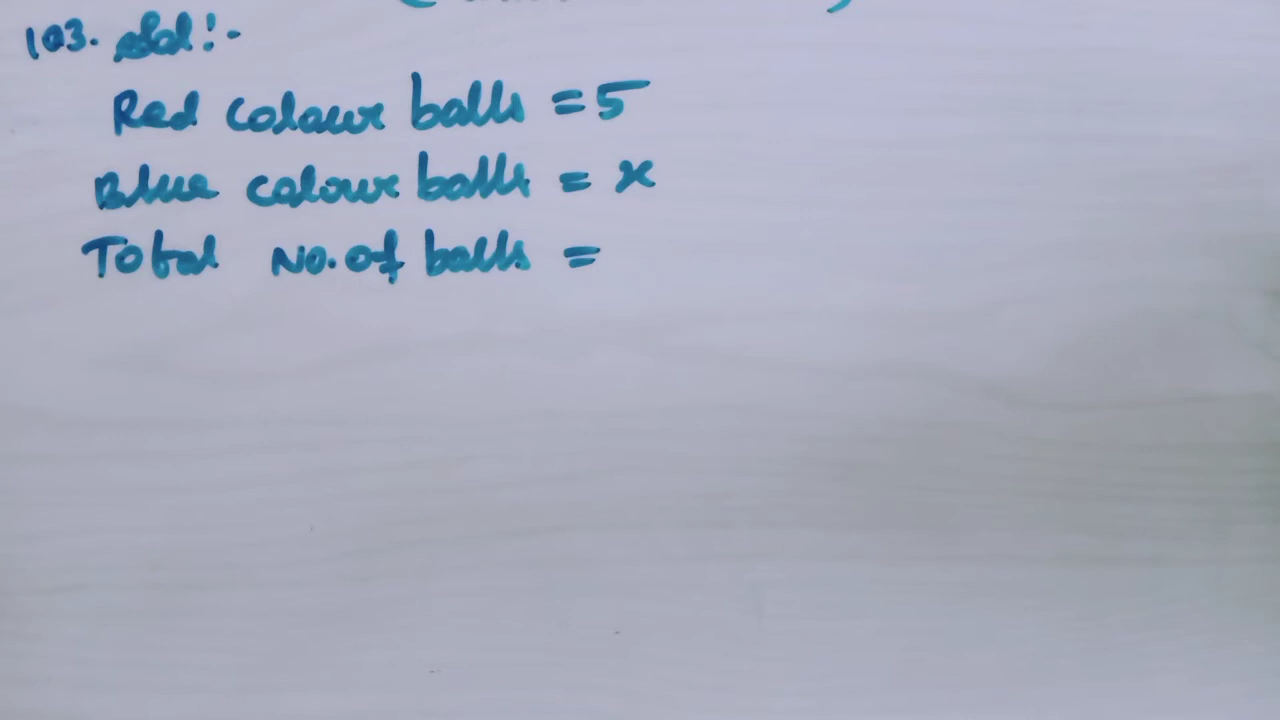 103. Sol:-
Red colour balls = 5
Blue colour balls = x
Total No. of balls =